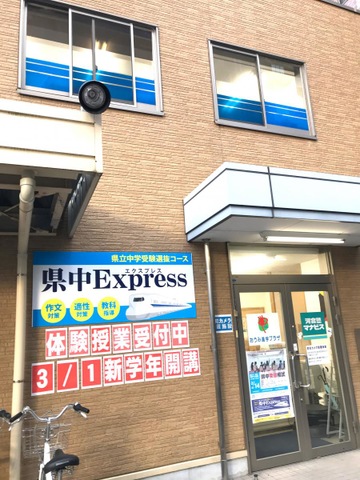 県立中学受験選抜コース
エクスプレス
県中Express
作文
対策
適性
対策
教科
指導
体験授業受付中
3/1新学年開講
河合塾
マナビス